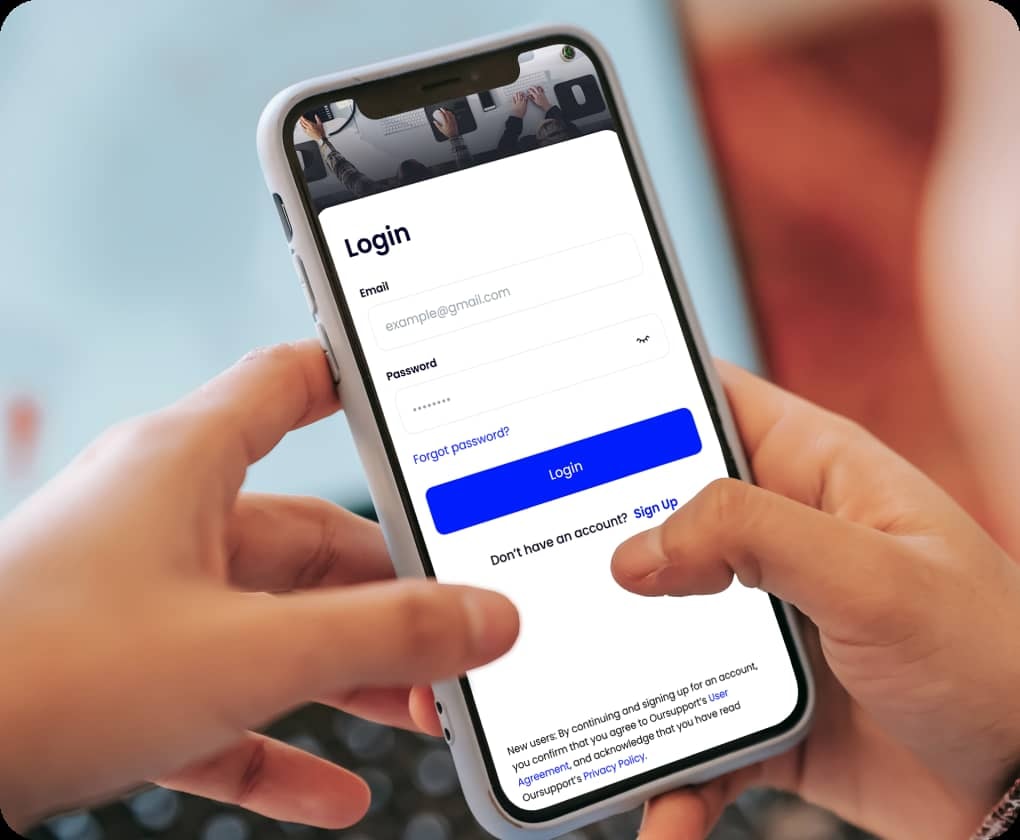 Login
Email
example@gmail.com
Password
Forgot password?
Login
Don't have an account? Sign Up
New users: By continuing and signing up for an account,
you confirm that you agree to Oursupport's User
Agreement, and acknowledge that you have read
Oursupport's Privacy Policy.